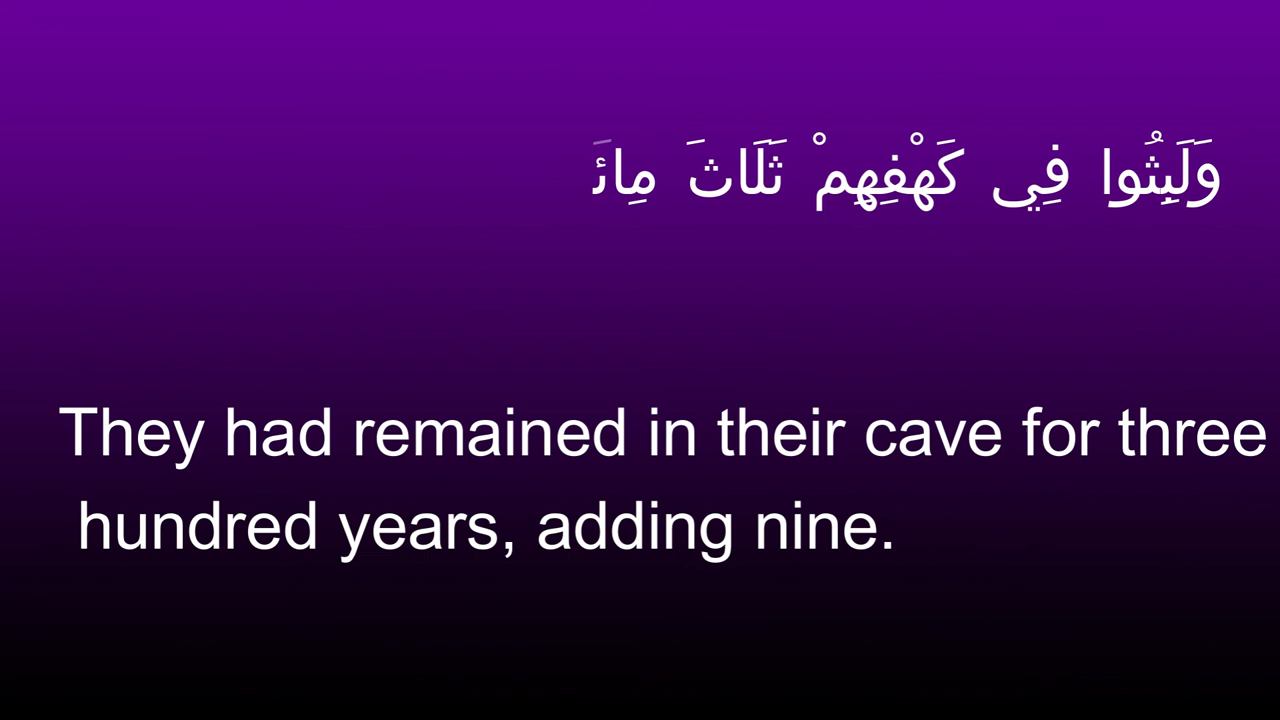 وَلَبِثُوا فِي كَهْفِهِمْ ثَلَاثَ مِائَ
They had remained in their cave for three
hundred years, adding nine.